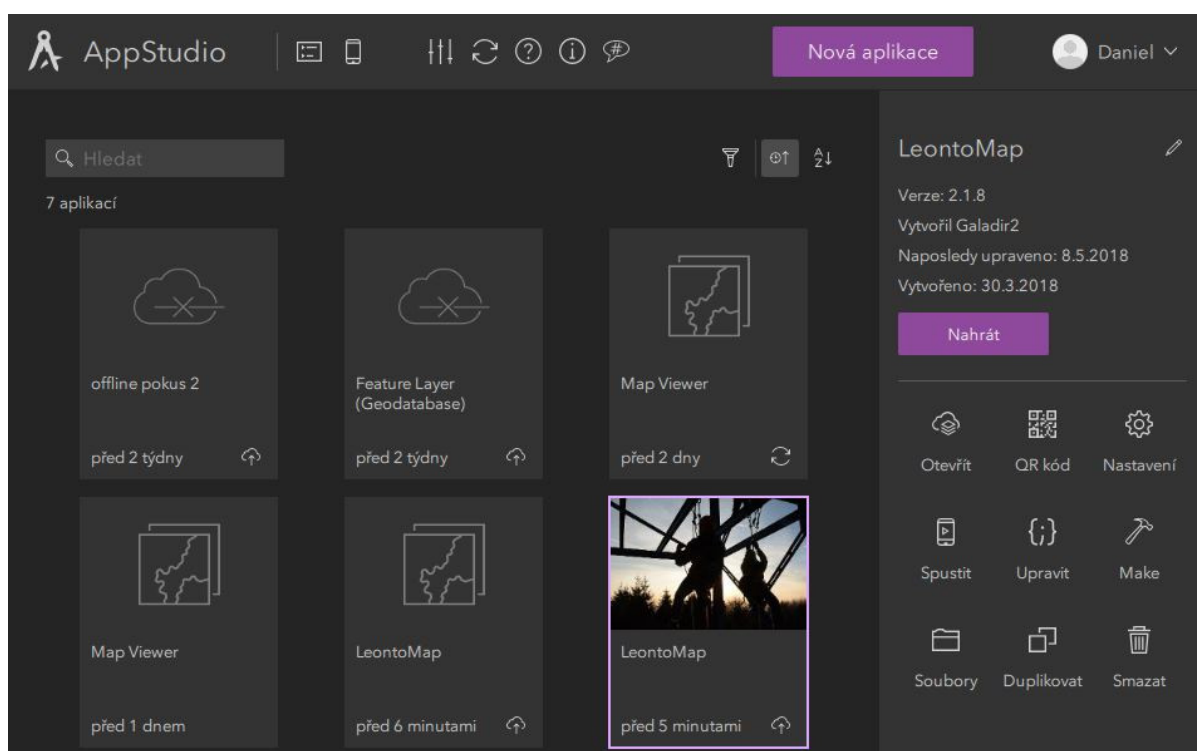 AppStudio
Nová aplikace
Daniel
Hledat
7 aplikací
offline pokus 2
před 2 týdny
Feature Layer
(Geodatabase)
před 2 týdny
Map Viewer
před 2 dny
Map Viewer
před 1 dnem
LeontoMap
před 6 minutami
LeontoMap
před 5 minutami
LeontoMap
Verze: 2.1.8
Vytvořil Galadir2
Naposledy upraveno: 8.5.2018
Vytvořeno: 30.3.2018
Nahrát
Otevřít
QR kód
Nastavení
Spustit
Upravit
Make
Soubory
Duplikovat
Smazat